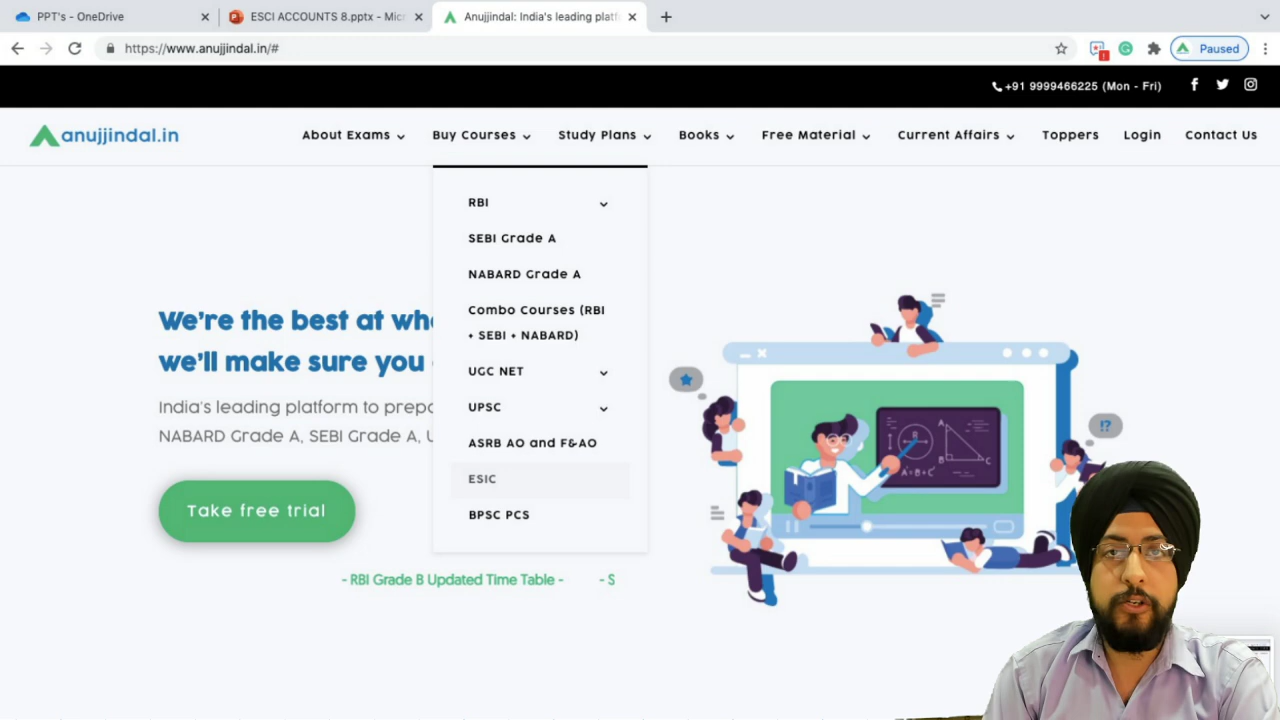 PPT's - OneDrive
ESCI ACCOUNTS 8.pptx - Mic
Anujjindal: India's leading platf
https://www.anujjindal.in/#
Paused
+91 9999466225 (Mon - Fri)
anujjindal.in
About Exams
Buy Courses
Study Plans
Books
Free Material
Current Affairs
Toppers
Login
Contact Us
RBI
SEBI Grade A
NABARD Grade A
Combo Courses (RBI
+ SEBI + NABARD)
UGC NET
UPSC
ASRB AO and F&AO
ESIC
BPSC PCS
We're the best at wh
we'll make sure you
India's leading platform to prep
NABARD Grade A, SEBI Grade A, U
Take free trial
- RBI Grade B Updated Time Table -
- S
!?
A
B
C